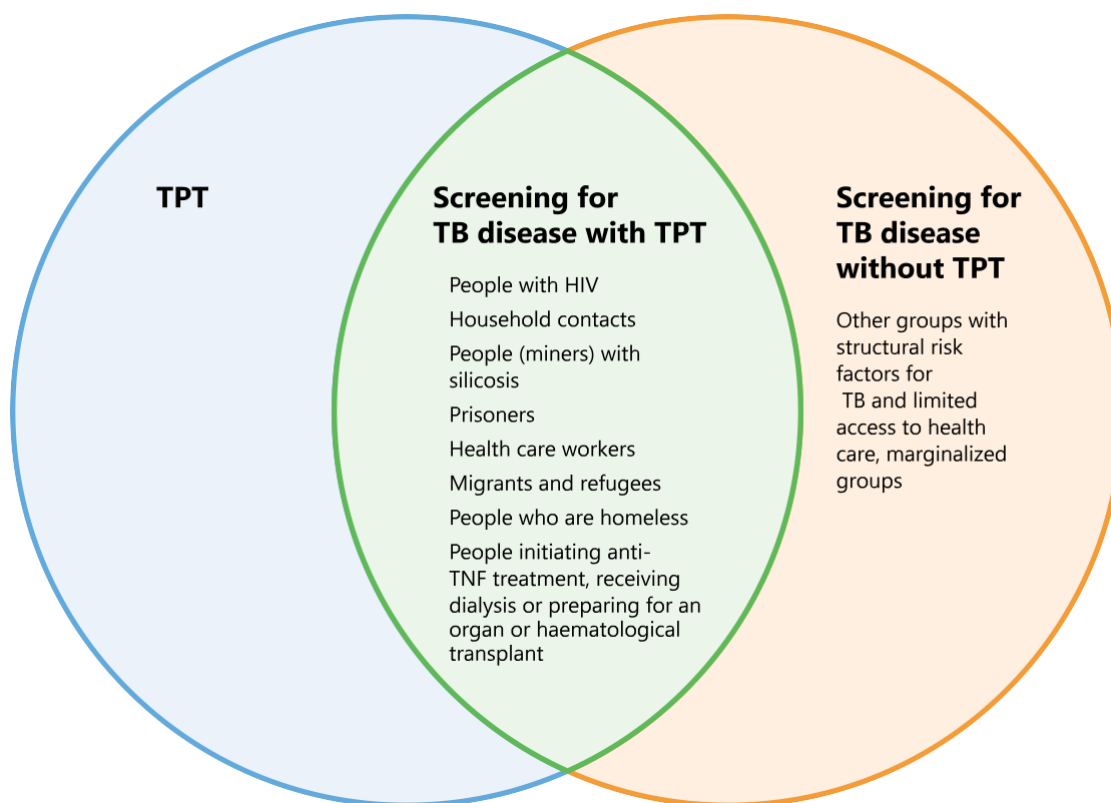 TPT
Screening for
TB disease with TPT
People with HIV
Household contacts
People (miners) with
silicosis
Prisoners
Health care workers
Migrants and refugees
People who are homeless
People initiating anti-
TNF treatment, receiving
dialysis or preparing for an
organ or haematological
transplant
Screening for
TB disease
without TPT
Other groups with
structural risk
factors for
TB and limited
access to health
care, marginalized
groups